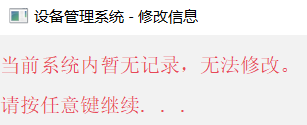 设备管理系统 - 修改信息
当前系统内暂无记录，无法修改。
请按任意键继续. . .